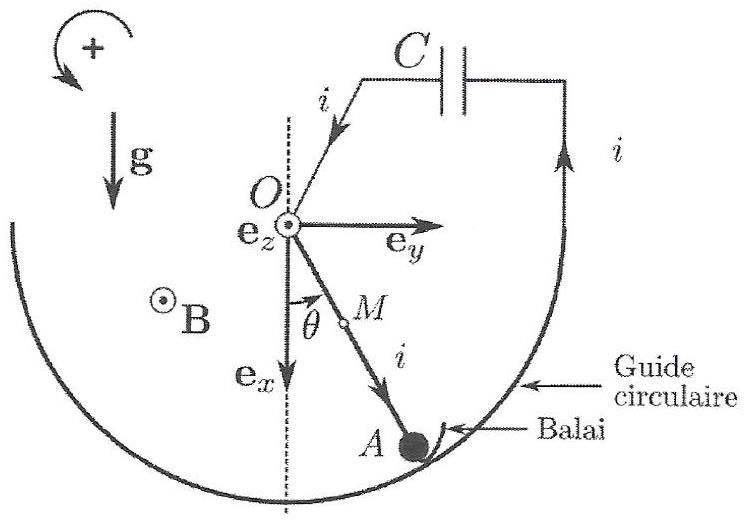 +
C
i
g
i
O
e_z
e_y
B
θ
M
i
e_x
Guide
circulaire
A
Balai